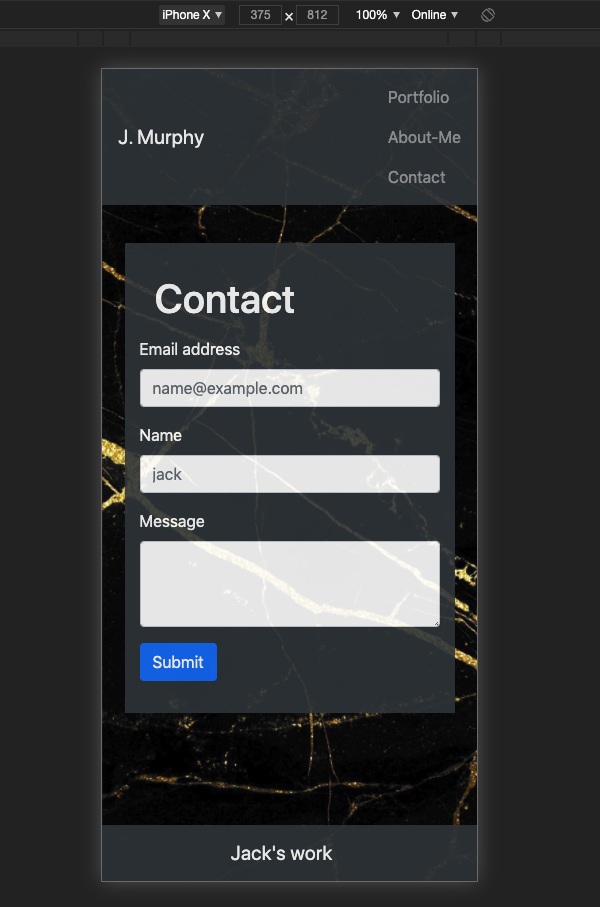 iPhone X ▼ 375 × 812 100% ▼ Online ▼
Portfolio
J. Murphy
About-Me
Contact
Contact
Email address
name@example.com
Name
jack
Message
Submit
Jack's work